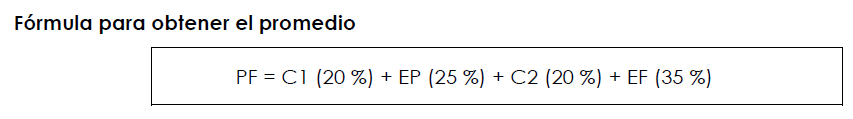 Fórmula para obtener el promedio
PF = C1 (20 %) + EP (25 %) + C2 (20 %) + EF (35 %)